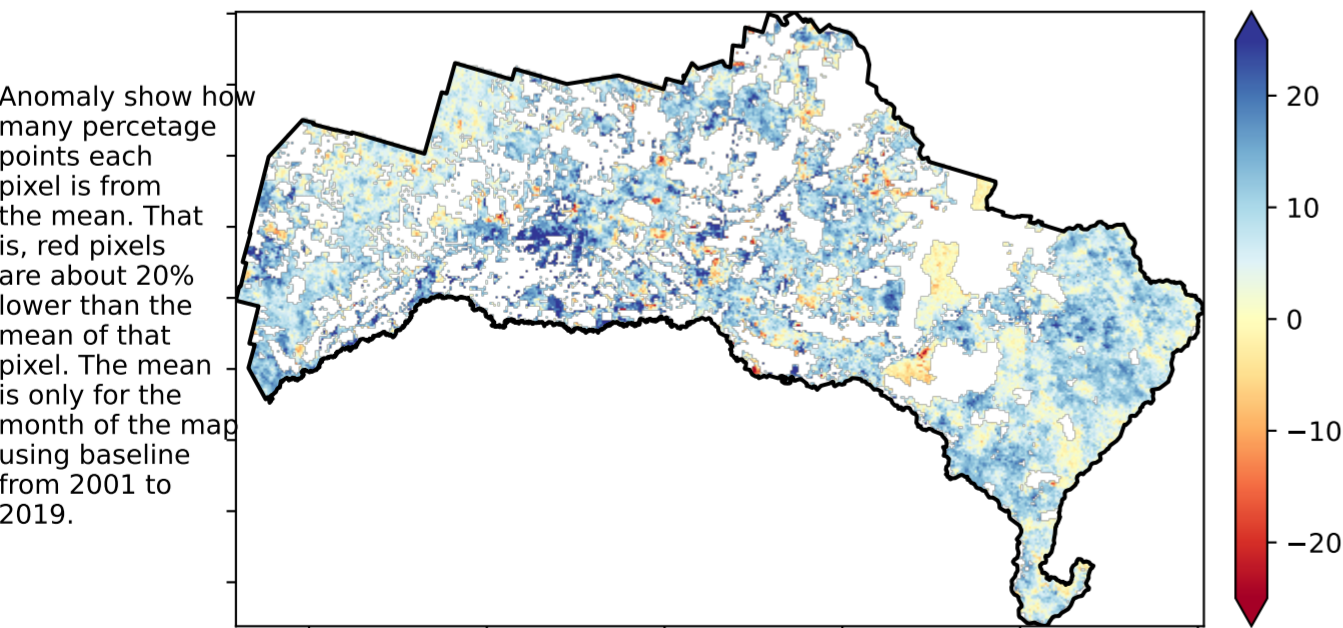 Anomaly show how
many percetage
points each
pixel is from
the mean. That
is, red pixels
are about 20%
lower than the
mean of that
pixel. The mean
is only for the
month of the map
using baseline
from 2001 to
2019.
20
10
0
−10
−20